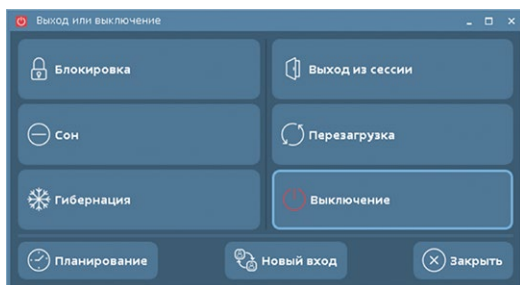 Выход или выключение
Блокировка
Выход из сессии
Сон
Перезагрузка
Гибернация
Выключение
Планирование
Новый вход
Закрыть